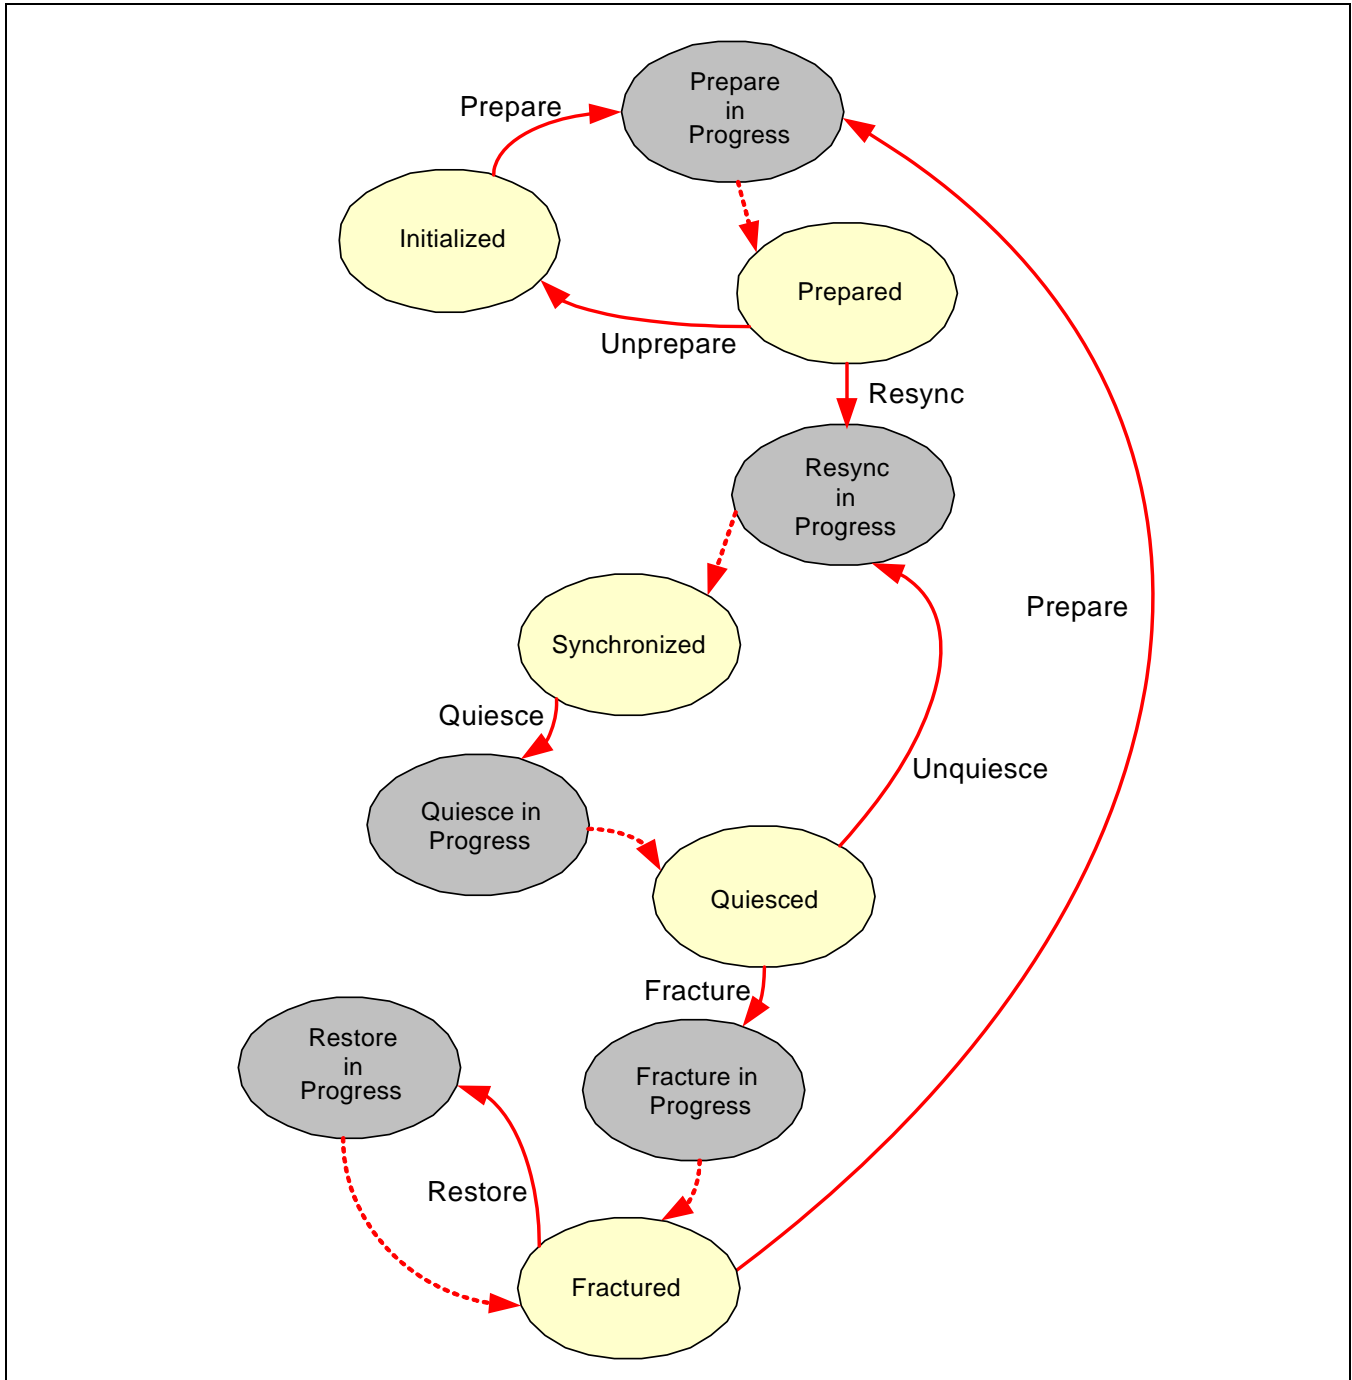 Prepare
in
Progress
Prepare
Initialized
Prepared
Unprepare
Resync
Resync
in
Progress
Prepare
Synchronized
Quiesce
Unquiesce
Quiesce in
Progress
Quiesced
Fracture
Restore
in
Progress
Fracture in
Progress
Restore
Fractured